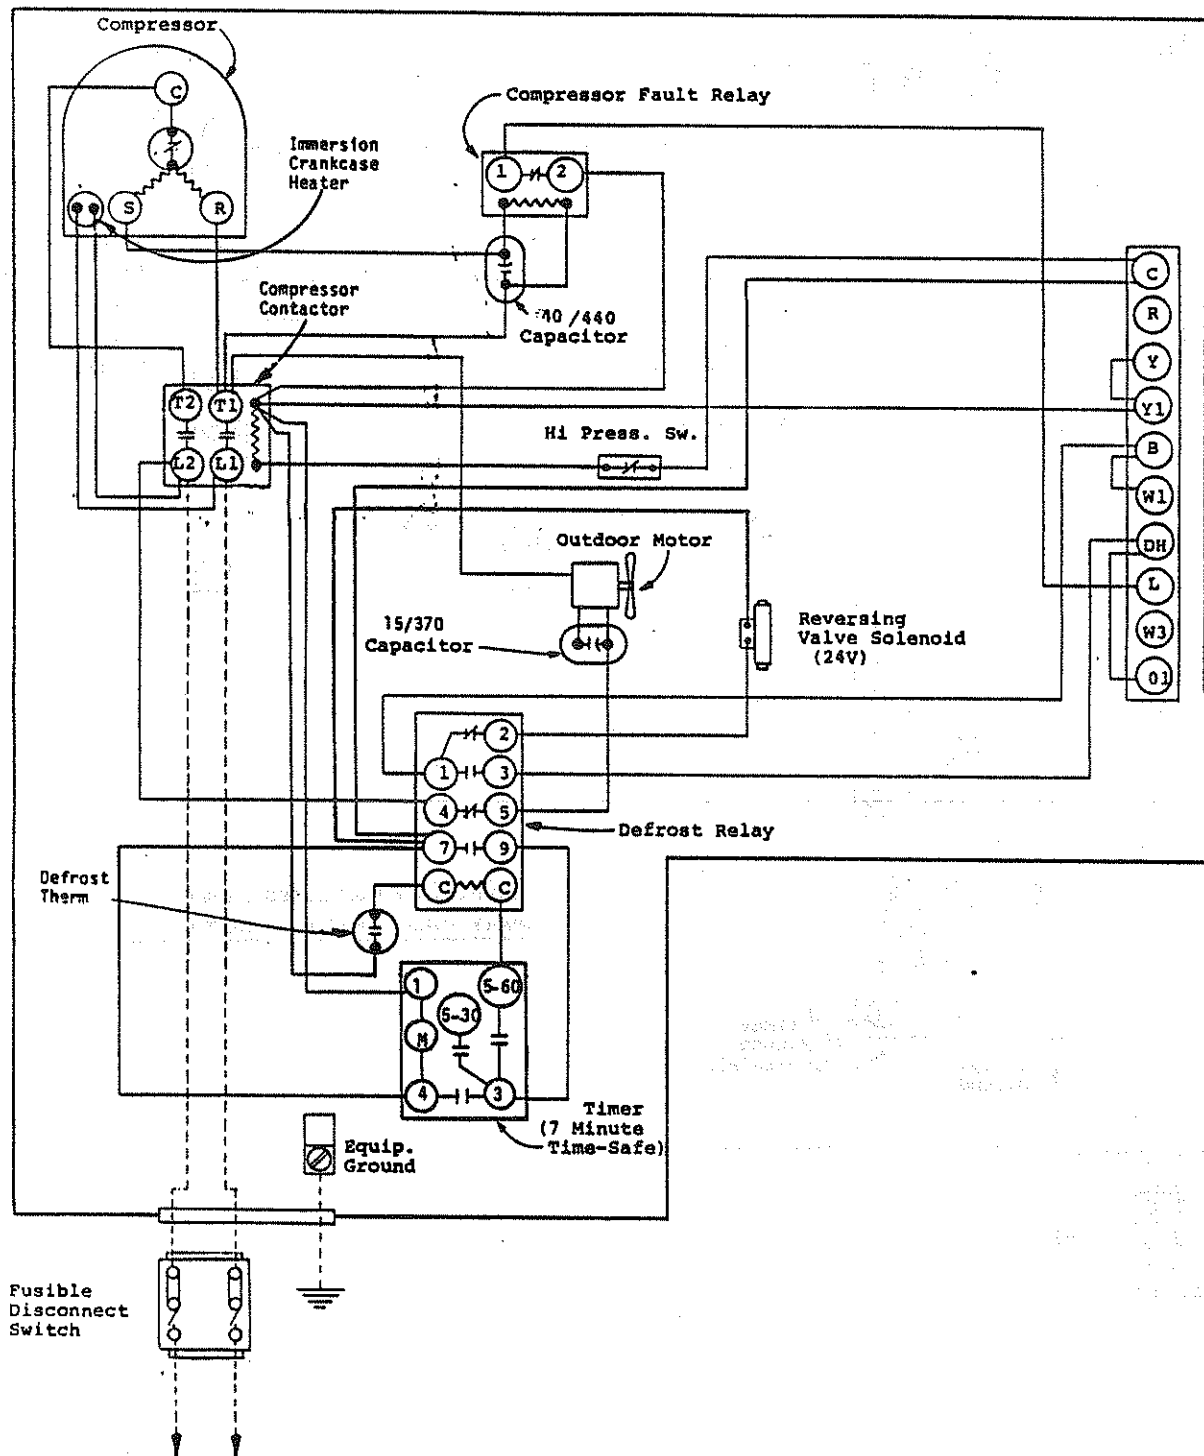 Compressor
C
S
R
Immersion
Crankcase
Heater
Compressor Fault Relay
1
2
Compressor
Contactor
/440
Capacitor
T2
T1
L2
L1
Hi Press. Sw.
C
R
Y
Y1
B
W1
DH
L
W3
O1
Outdoor Motor
15/370
Capacitor
Reversing
Valve Solenoid
(24V)
2
1
3
4
5
7
9
C
C
Defrost Relay
Defrost
Therm
1
5-60
5-30
M
4
3
Timer
(7 Minute
Time-Safe)
Equip.
Ground
Fusible
Disconnect
Switch